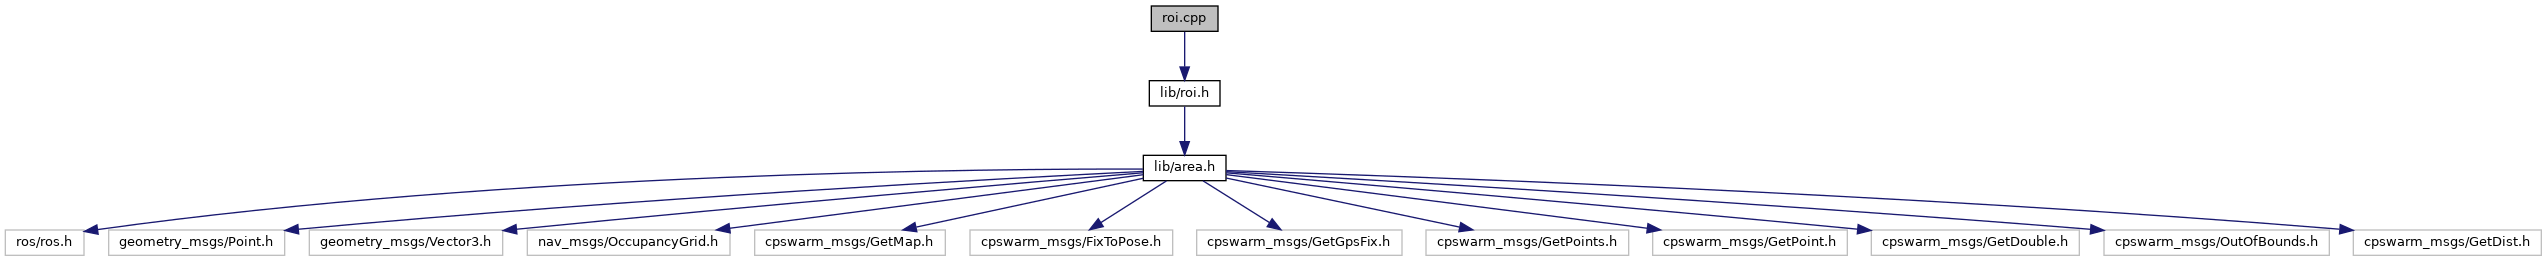 roi.cpp
lib/roi.h
lib/area.h
ros/ros.h
geometry_msgs/Point.h
geometry_msgs/Vector3.h
nav_msgs/OccupancyGrid.h
cpswarm_msgs/GetMap.h
cpswarm_msgs/FixToPose.h
cpswarm_msgs/GetGpsFix.h
cpswarm_msgs/GetPoints.h
cpswarm_msgs/GetPoint.h
cpswarm_msgs/GetDouble.h
cpswarm_msgs/OutOfBounds.h
cpswarm_msgs/GetDist.h